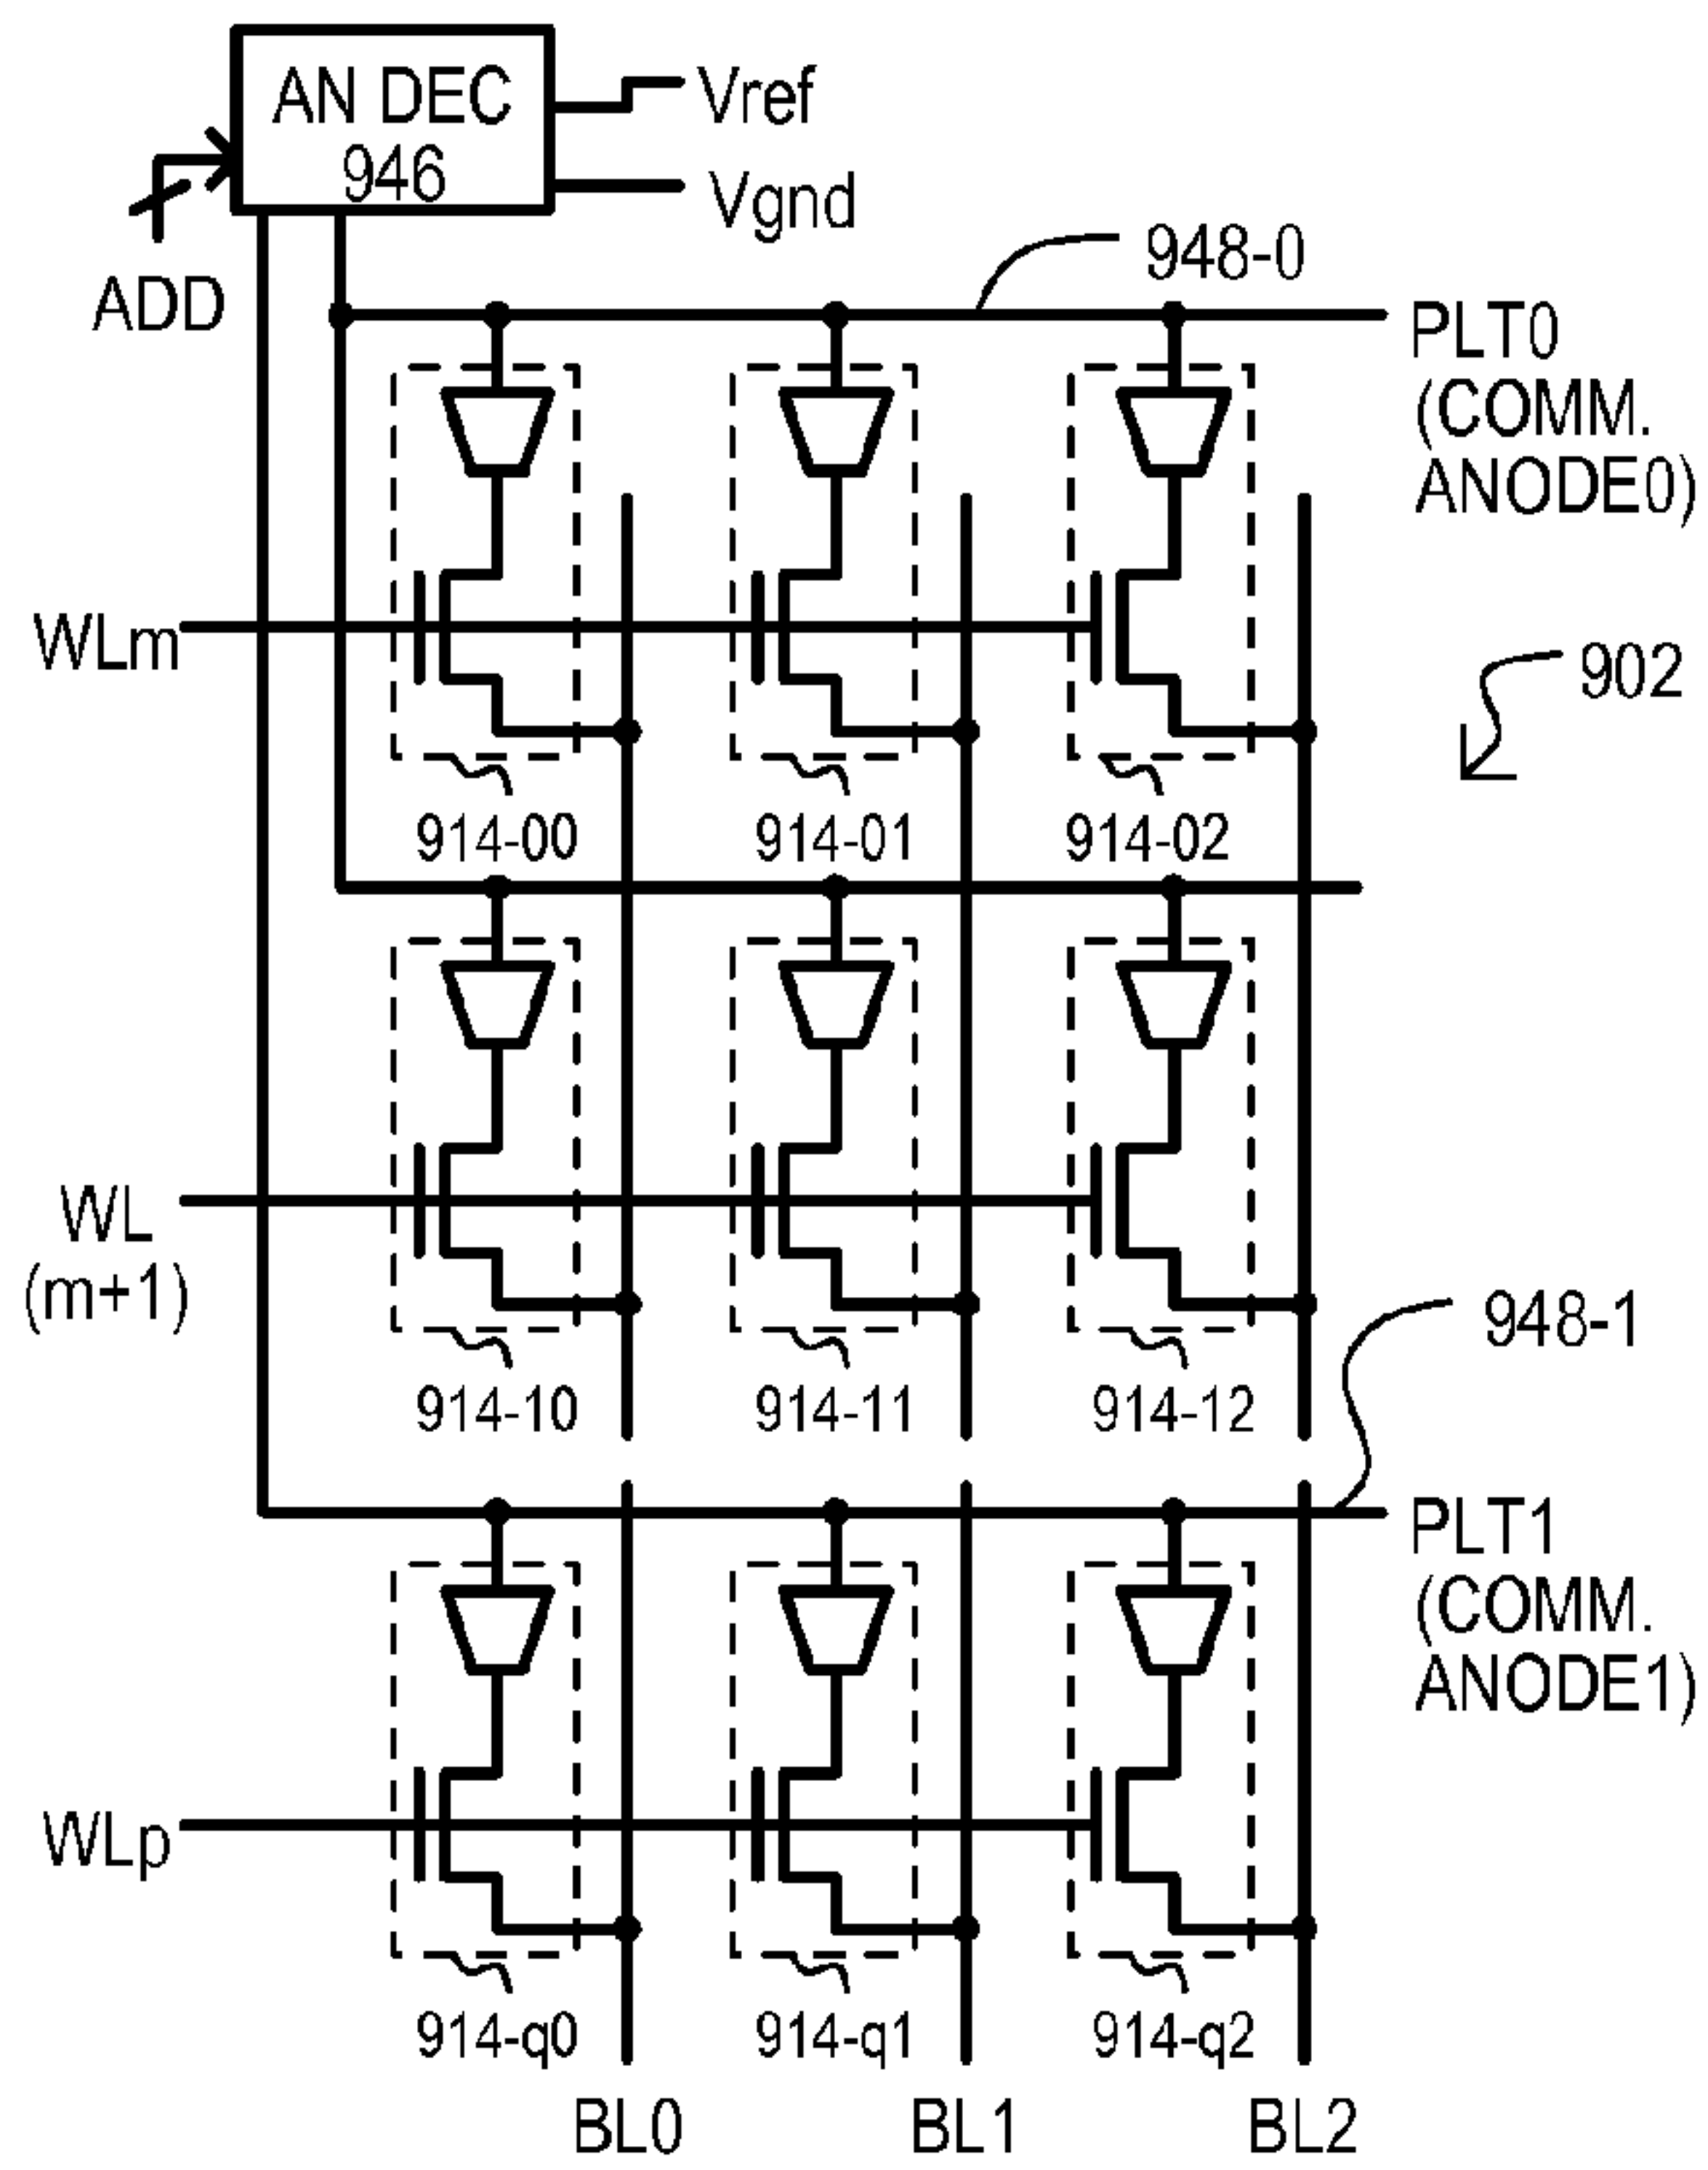 AN DEC
946
Vref
Vgnd
ADD
948-0
PLT0
(COMM.
ANODE0)
WLm
902
914-00
914-01
914-02
WL
(m+1)
948-1
914-10
914-11
914-12
PLT1
(COMM.
ANODE1)
WLp
914-q0
914-q1
914-q2
BL0
BL1
BL2